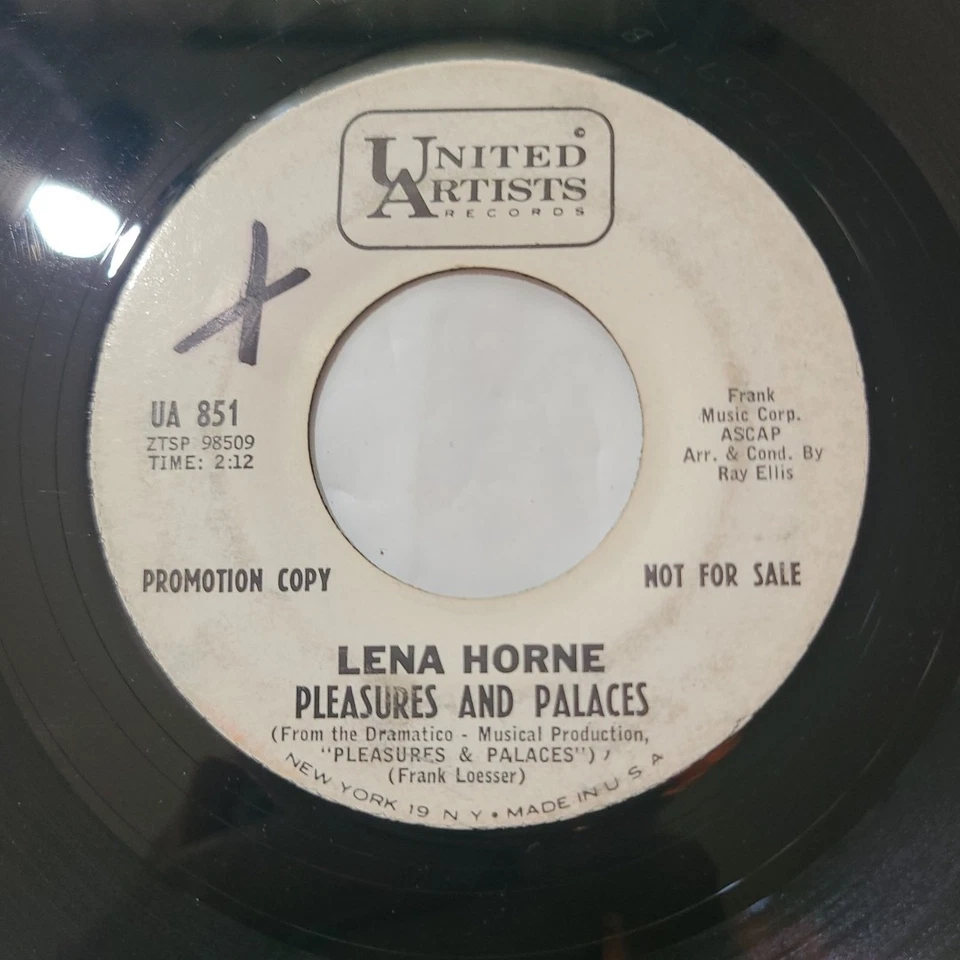 UNITED ©
ARTISTS
RECORDS
X
UA 851
ZTSP 98509
TIME: 2:12
Frank
Music Corp.
ASCAP
Arr. & Cond. By
Ray Ellis
PROMOTION COPY
NOT FOR SALE
LENA HORNE
PLEASURES AND PALACES
(From the Dramatico - Musical Production,
"PLEASURES & PALACES")
(Frank Loesser)
NEW YORK 19 N Y • MADE IN U S A